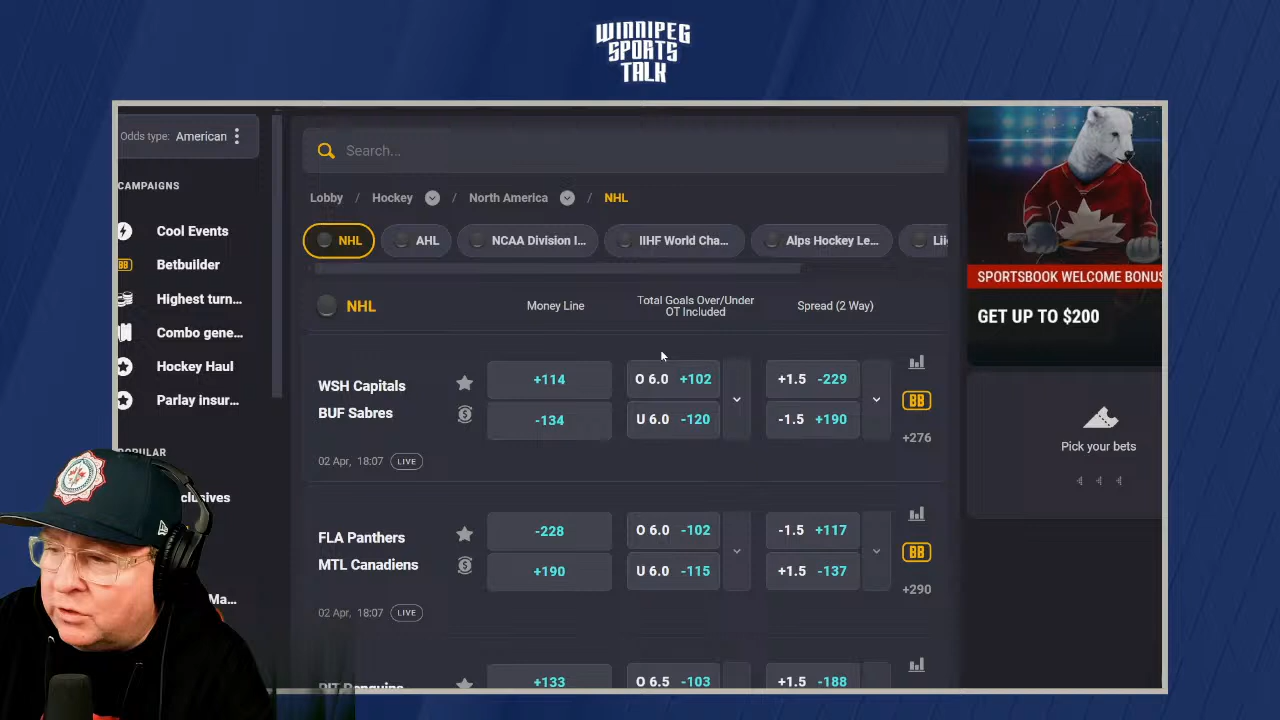 WINNIPEG
SPORTS
TALK
Odds type: American
CAMPAIGNS
Cool Events
BB Betbuilder
Highest turn...
Combo gene...
Hockey Haul
Parlay insur...
Search...
Lobby / Hockey / North America / NHL
NHL AHL NCAA Division I... IIHF World Cha... Alps Hockey Le... Lii
NHL Money Line Total Goals Over/Under
OT Included Spread (2 Way)
WSH Capitals +114 O 6.0 +102 +1.5 -229
BUF Sabres -134 U 6.0 -120 -1.5 +190 BB
+276
02 Apr, 18:07 LIVE
FLA Panthers -228 O 6.0 -102 -1.5 +117
MTL Canadiens +190 U 6.0 -115 +1.5 -137 BB
+290
02 Apr, 18:07 LIVE
PIT Penguins +133 O 6.5 -103 +1.5 -188
SPORTSBOOK WELCOME BONUS
GET UP TO $200
Pick your bets